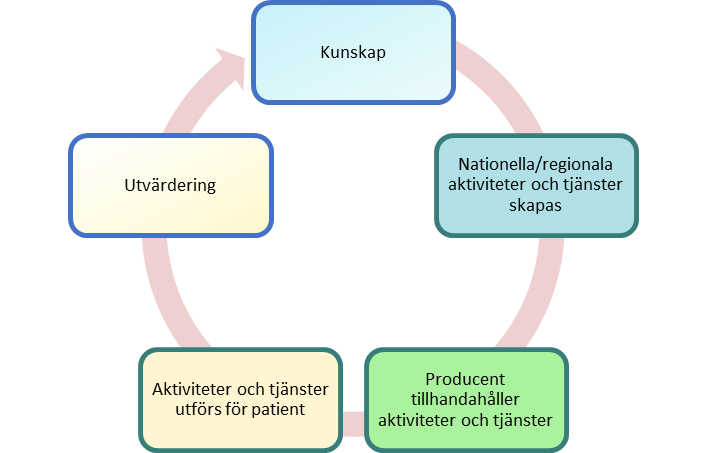 Kunskap
Nationella/regionala
aktiviteter och tjänster
skapas
Producent
tillhandahåller
aktiviteter och tjänster
Aktiviteter och tjänster
utförs för patient
Utvärdering